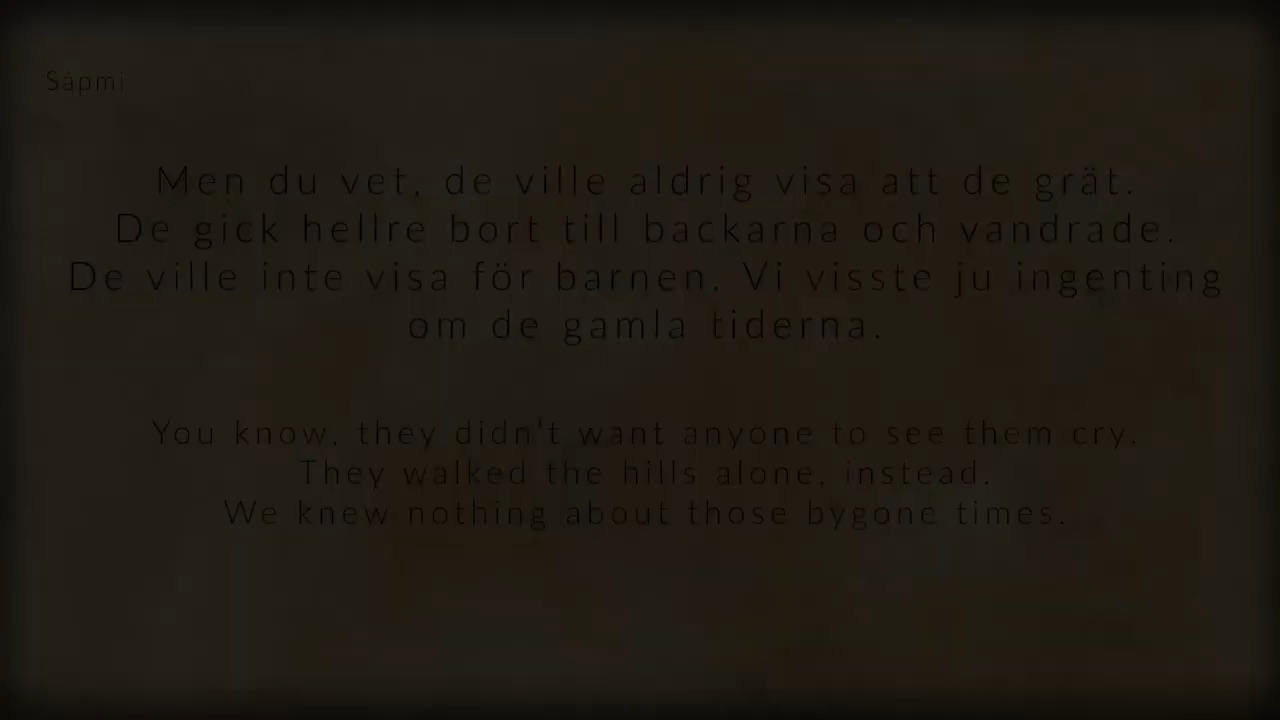 Sápmi
Men du vet, de ville aldrig visa att de grät.
De gick hellre bort till backarna och vandrade.
De ville inte visa för barnen. Vi visste ju ingenting
om de gamla tiderna.
You know, they didn't want anyone to see them cry.
They walked the hills alone, instead.
We knew nothing about those bygone times.